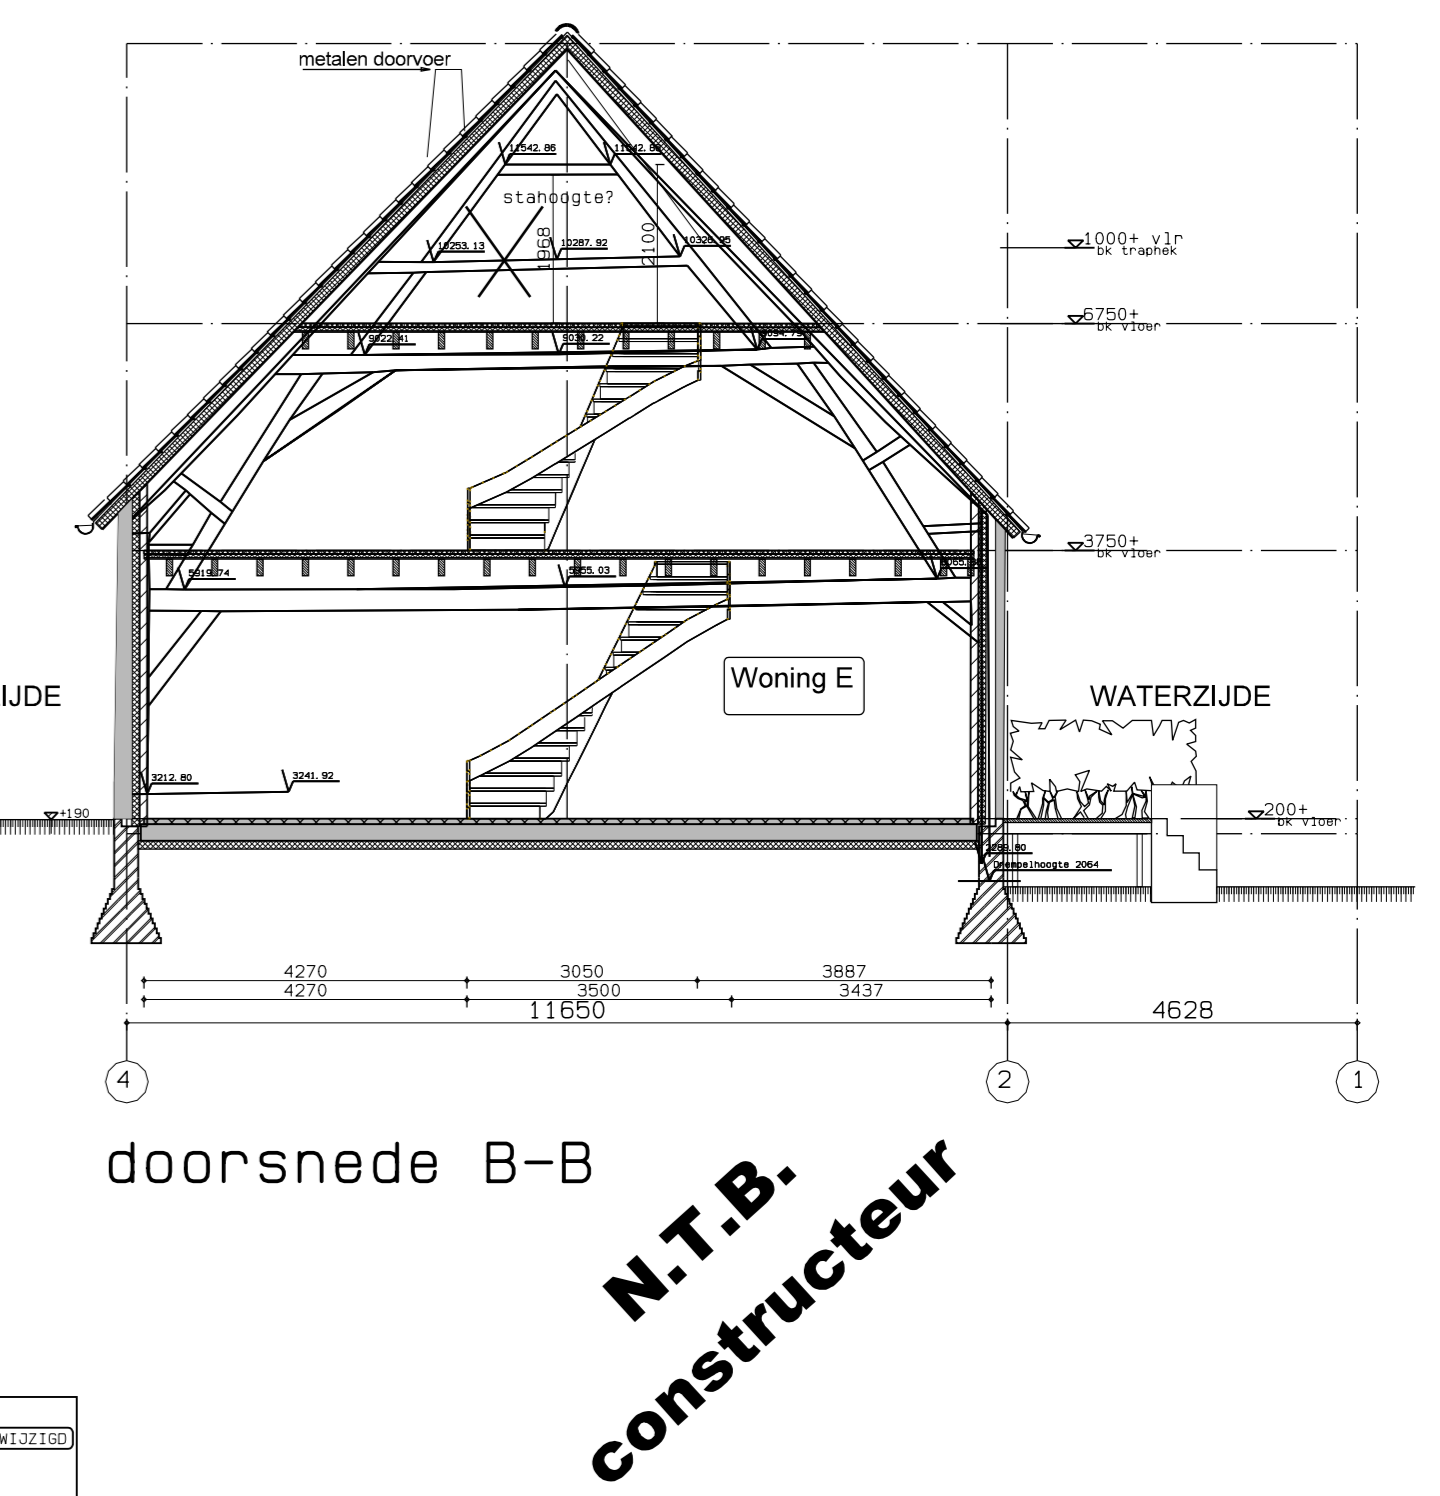 metalen doorvoer
11542.86
stahoogte?
1968
2100
10253.13
10287.92
10326.95
1000+ vlr
bk traphek
6750+
bk vloer
9022.41
9030.22
3750+
bk vloer
5919.74
5955.03
Woning E
IJDE
WATERZIJDE
3212.80
3241.92
+190
200+
bk vloer
Drempelhoogte 2064
4270 3050 3887
4270 3500 3437
11650 4628
4 2 1
doorsnede B-B
N.T.B.
constructeur
WIJZIGD